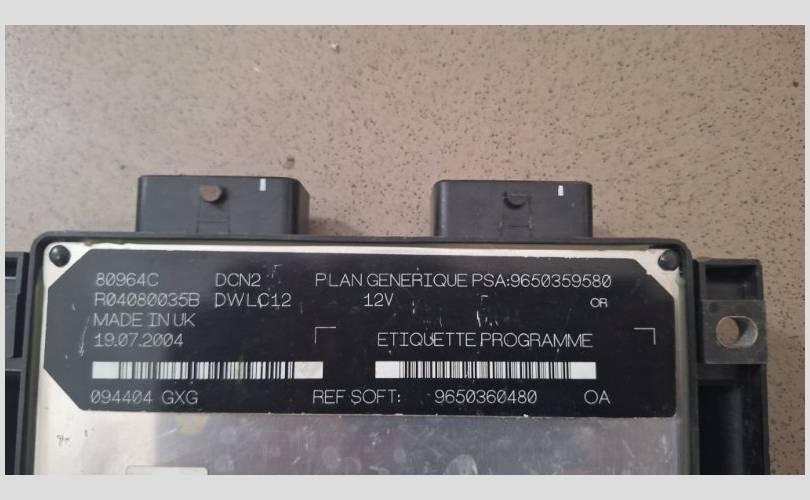 80964C DCN2 PLAN GENERIQUE PSA:9650359580
R04080035B DWLC12 12V OR
MADE IN UK
19.07.2004 ETIQUETTE PROGRAMME
094404 GXG REF SOFT: 9650360480 OA